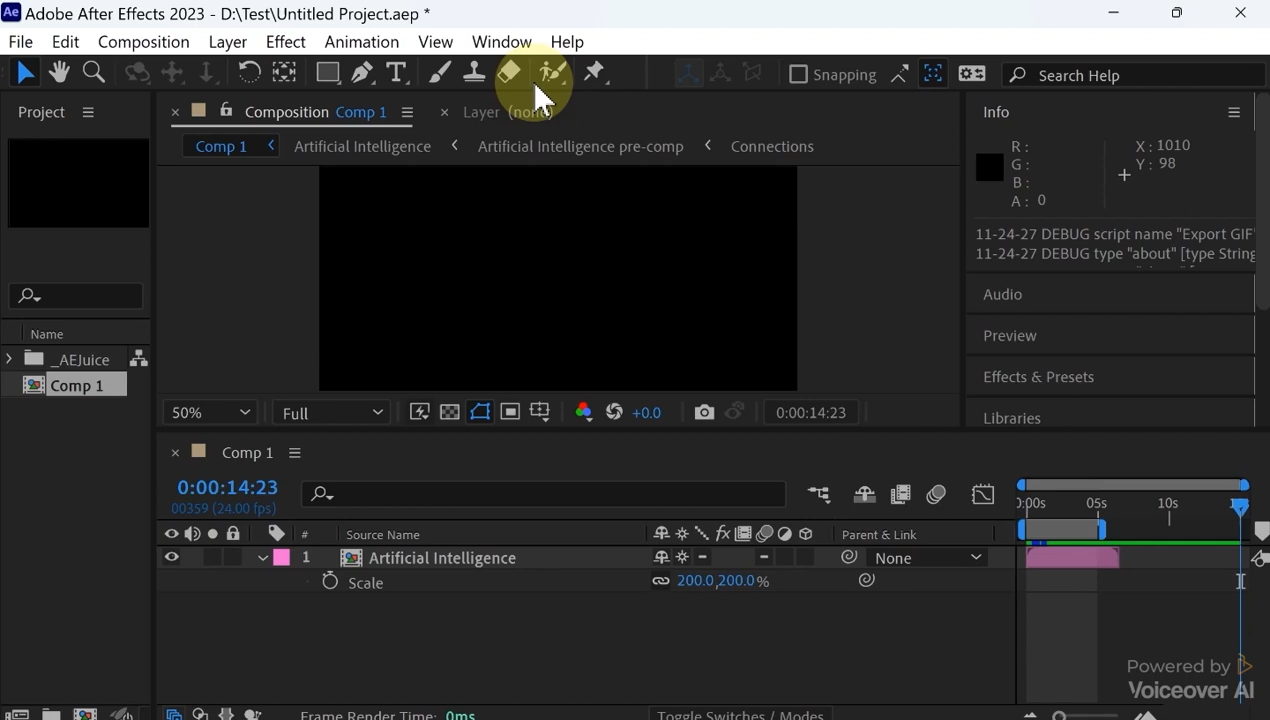 Ae Adobe After Effects 2023 - D:\Test\Untitled Project.aep *
File Edit Composition Layer Effect Animation View Window Help
Snapping Search Help
Project
Composition Comp 1
Layer (none)
Info
Comp 1 < Artificial Intelligence < Artificial Intelligence pre-comp < Connections
R:
G:
B:
A: 0
X: 1010
Y: 98
11-24-27 DEBUG script name "Export GIF"
11-24-27 DEBUG type "about" [type String
Audio
Preview
Effects & Presets
Libraries
Name
_AEJuice
Comp 1
50% Full +0.0 0:00:14:23
Comp 1
0:00:14:23
00359 (24.00 fps)
:00s 05s 10s
# Source Name fx Parent & Link
1 Artificial Intelligence None
Scale 200.0,200.0%
Powered by
Voiceover AI
Frame Render Time: 0ms
Toggle Switches / Modes